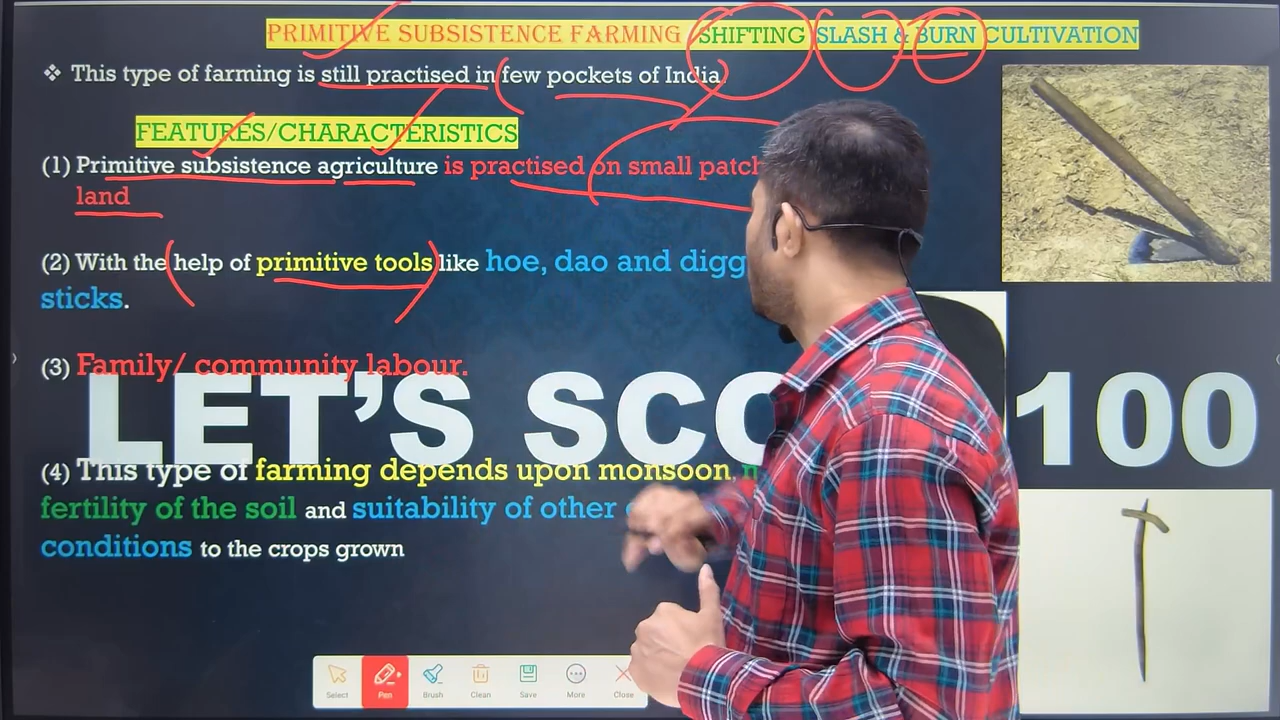 PRIMITIVE SUBSISTENCE FARMING / SHIFTING SLASH & BURN CULTIVATION
❖ This type of farming is still practised in few pockets of India.
FEATURES/CHARACTERISTICS
(1) Primitive subsistence agriculture is practised on small
land
(2) With the help of primitive tools like hoe, dao and
sticks.
(3) Family/ community labour.
LET'S 100
(4) This type of farming depends upon monsoon,
fertility of the soil and suitability of other
conditions to the crops grown
Select Pen Brush Clean Save More Close